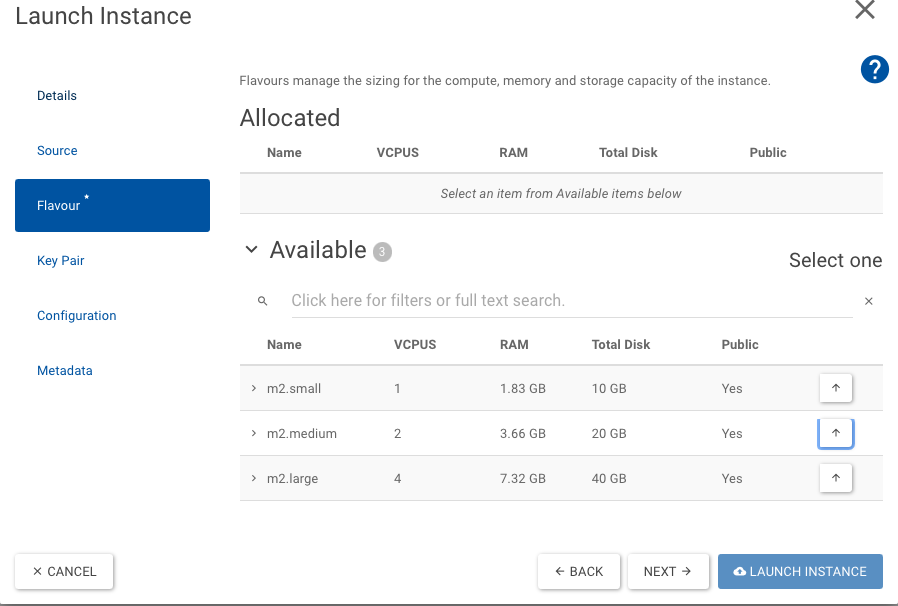 Launch Instance
?
Details
Source
Flavour *
Key Pair
Configuration
Metadata
Flavours manage the sizing for the compute, memory and storage capacity of the instance.
Allocated
Name VCPUS RAM Total Disk Public
Select an item from Available items below
Available 3
Select one
Click here for filters or full text search.
Name VCPUS RAM Total Disk Public
m2.small 1 1.83 GB 10 GB Yes
m2.medium 2 3.66 GB 20 GB Yes
m2.large 4 7.32 GB 40 GB Yes
CANCEL
BACK
NEXT
LAUNCH INSTANCE